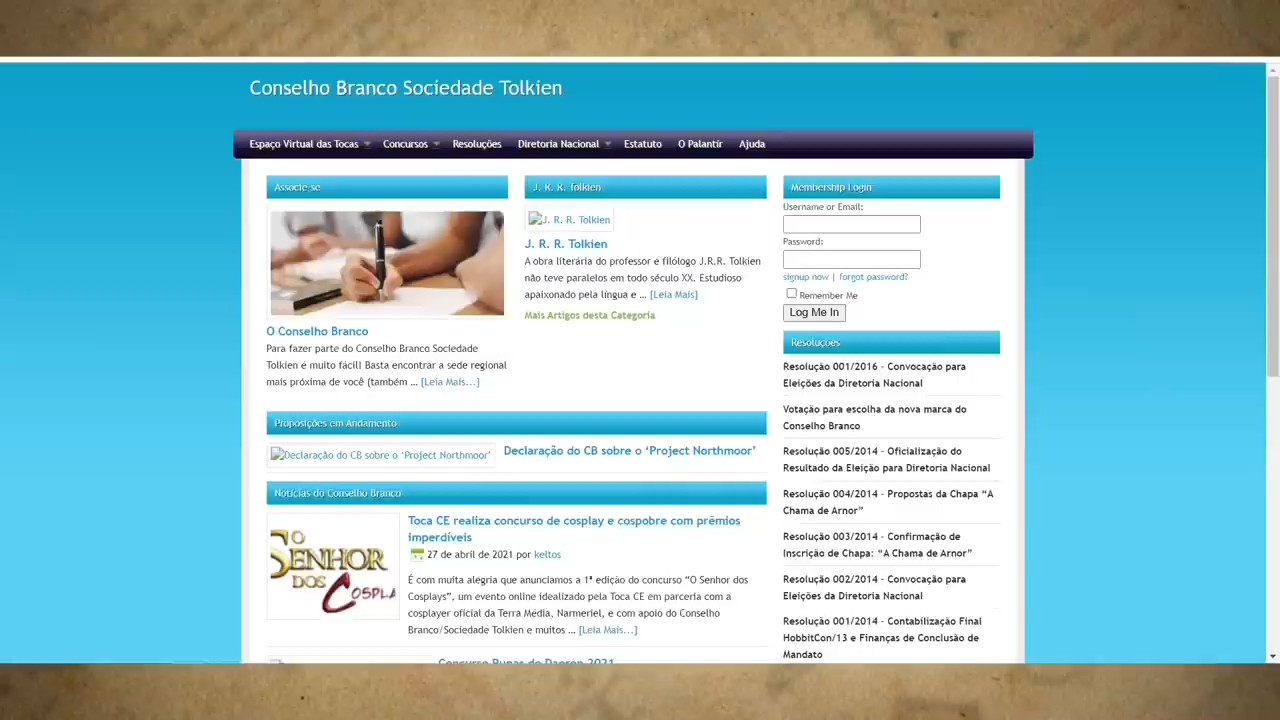 Conselho Branco Sociedade Tolkien
Espaço Virtual das Tocas Concursos Resoluções Diretoria Nacional Estatuto O Palantír Ajuda
Associe-se
O Conselho Branco
Para fazer parte do Conselho Branco Sociedade
Tolkien é muito fácil! Basta encontrar a sede regional
mais próxima de você (também ... [Leia Mais...]
J. R. R. Tolkien
J. R. R. Tolkien
J. R. R. Tolkien
A obra literária do professor e filólogo J.R.R. Tolkien
não teve paralelos em todo século XX. Estudioso
apaixonado pela língua e ... [Leia Mais]
Mais Artigos desta Categoria
Proposições em Andamento
Declaração do CB sobre o ‘Project Northmoor’
Declaração do CB sobre o ‘Project Northmoor’
Notícias do Conselho Branco
O
SENHOR
DOS
COSPLA
Toca CE realiza concurso de cosplay e cospobre com prêmios
imperdíveis
27 de abril de 2021 por keltos
É com muita alegria que anunciamos a 1ª edição do concurso “O Senhor dos
Cosplays”, um evento online idealizado pela Toca CE em parceria com a
cosplayer oficial da Terra Média, Narmeriel, e com apoio do Conselho
Branco/Sociedade Tolkien e muitos ... [Leia Mais...]
Concurso Runas de Daeron 2021
Membership Login
Username or Email:
Password:
signup now | forgot password?
Remember Me
Log Me In
Resoluções
Resolução 001/2016 – Convocação para
Eleições da Diretoria Nacional
Votação para escolha da nova marca do
Conselho Branco
Resolução 005/2014 – Oficialização do
Resultado da Eleição para Diretoria Nacional
Resolução 004/2014 – Propostas da Chapa “A
Chama de Arnor”
Resolução 003/2014 – Confirmação de
Inscrição de Chapa: “A Chama de Arnor”
Resolução 002/2014 – Convocação para
Eleições da Diretoria Nacional
Resolução 001/2014 – Contabilização Final
HobbitCon/13 e Finanças de Conclusão de
Mandato